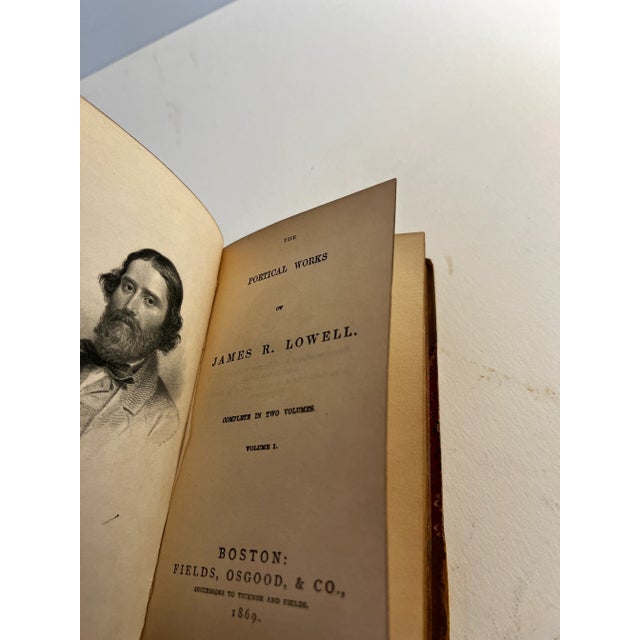 THE
POETICAL WORKS
OF
JAMES R. LOWELL.
COMPLETE IN TWO VOLUMES.
VOLUME I.
BOSTON:
FIELDS, OSGOOD, & CO.,
SUCCESSORS TO TICKNOR AND FIELDS.
1869.